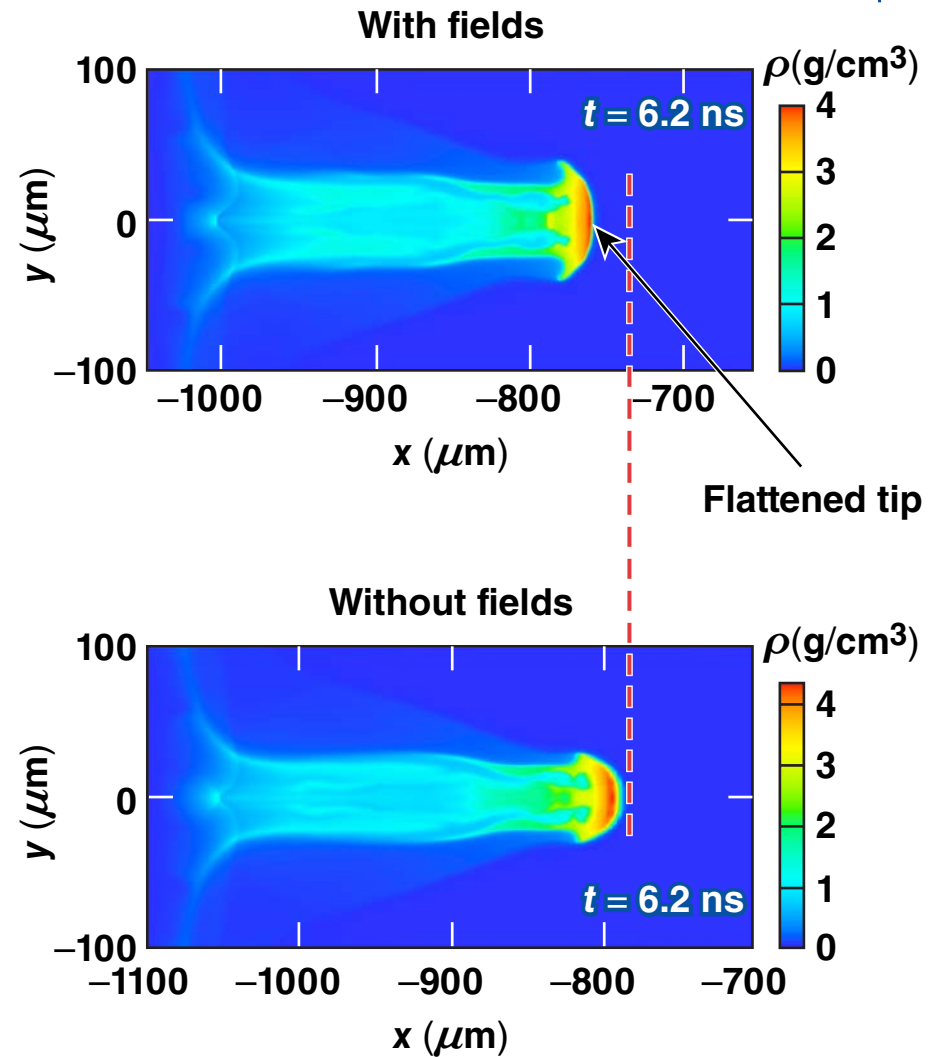 With fields
ρ(g/cm³)
100
t = 6.2 ns
4
3
y (μm)
0
2
1
–100
0
–1000
–900
–800
–700
x (μm)
Flattened tip
Without fields
ρ(g/cm³)
100
4
3
y (μm)
0
2
1
t = 6.2 ns
–100
0
–1100
–1000
–900
–800
–700
x (μm)